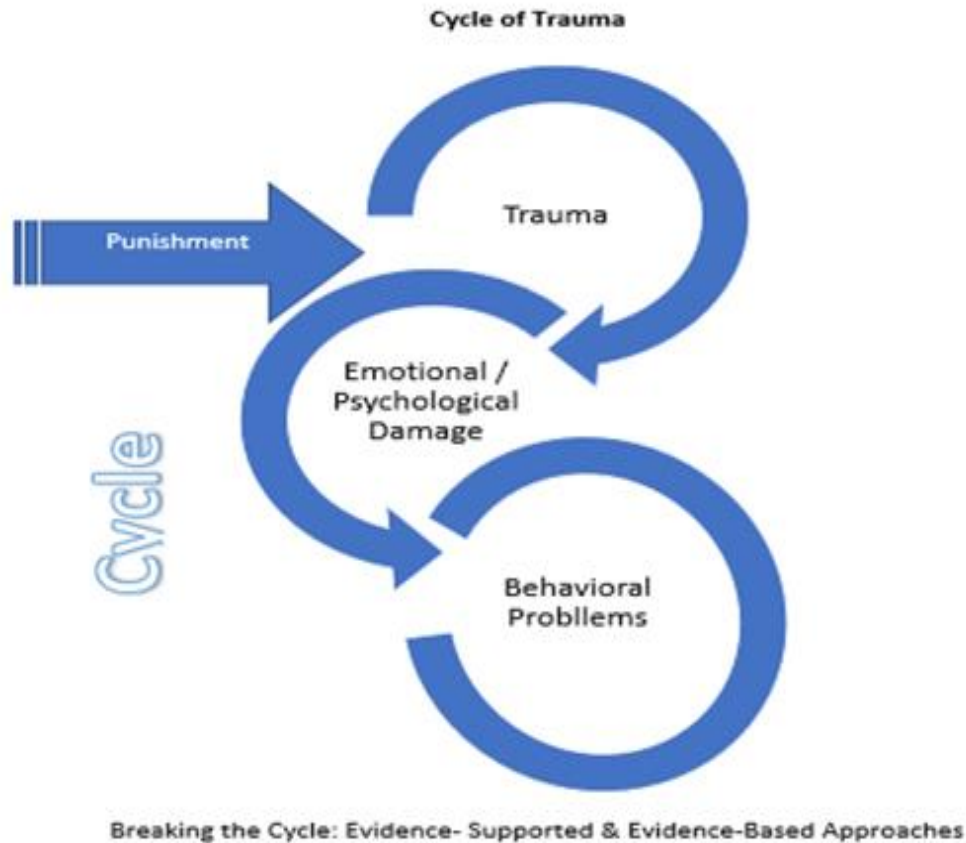 Cycle of Trauma
Trauma
Punishment
Emotional /
Psychological
Damage
Cycle
Behavioral
Probllems
Breaking the Cycle: Evidence- Supported & Evidence-Based Approaches